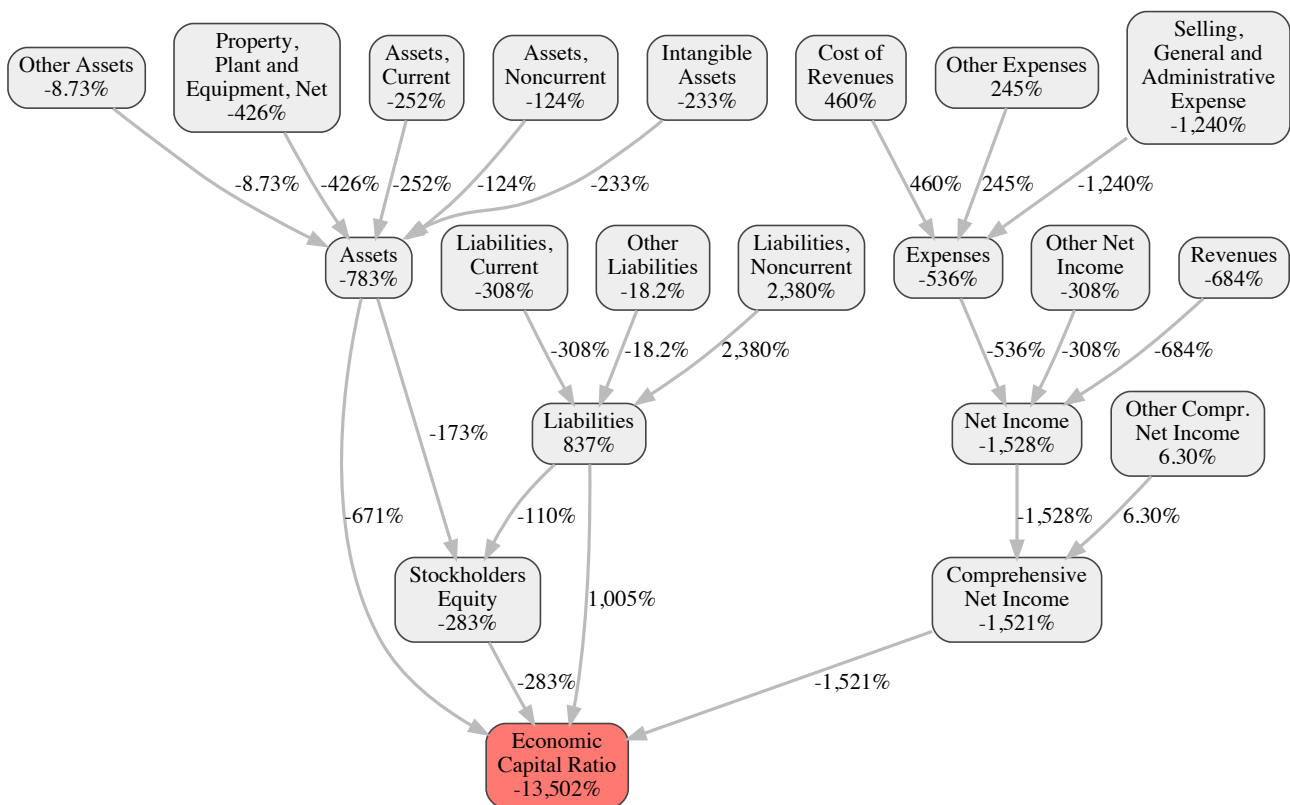 Other Assets
-8.73%
Property,
Plant and
Equipment, Net
-426%
Assets,
Current
-252%
Assets,
Noncurrent
-124%
Intangible
Assets
-233%
Cost of
Revenues
460%
Other Expenses
245%
Selling,
General and
Administrative
Expense
-1,240%
-8.73%
-426%
-252%
-124%
-233%
460%
245%
-1,240%
Assets
-783%
Liabilities,
Current
-308%
Other
Liabilities
-18.2%
Liabilities,
Noncurrent
2,380%
Expenses
-536%
Other Net
Income
-308%
Revenues
-684%
-308%
-18.2%
2,380%
-536%
-308%
-684%
-173%
Liabilities
837%
Net Income
-1,528%
Other Compr.
Net Income
6.30%
-671%
-110%
-1,528%
6.30%
Stockholders
Equity
-283%
1,005%
Comprehensive
Net Income
-1,521%
-283%
-1,521%
Economic
Capital Ratio
-13,502%